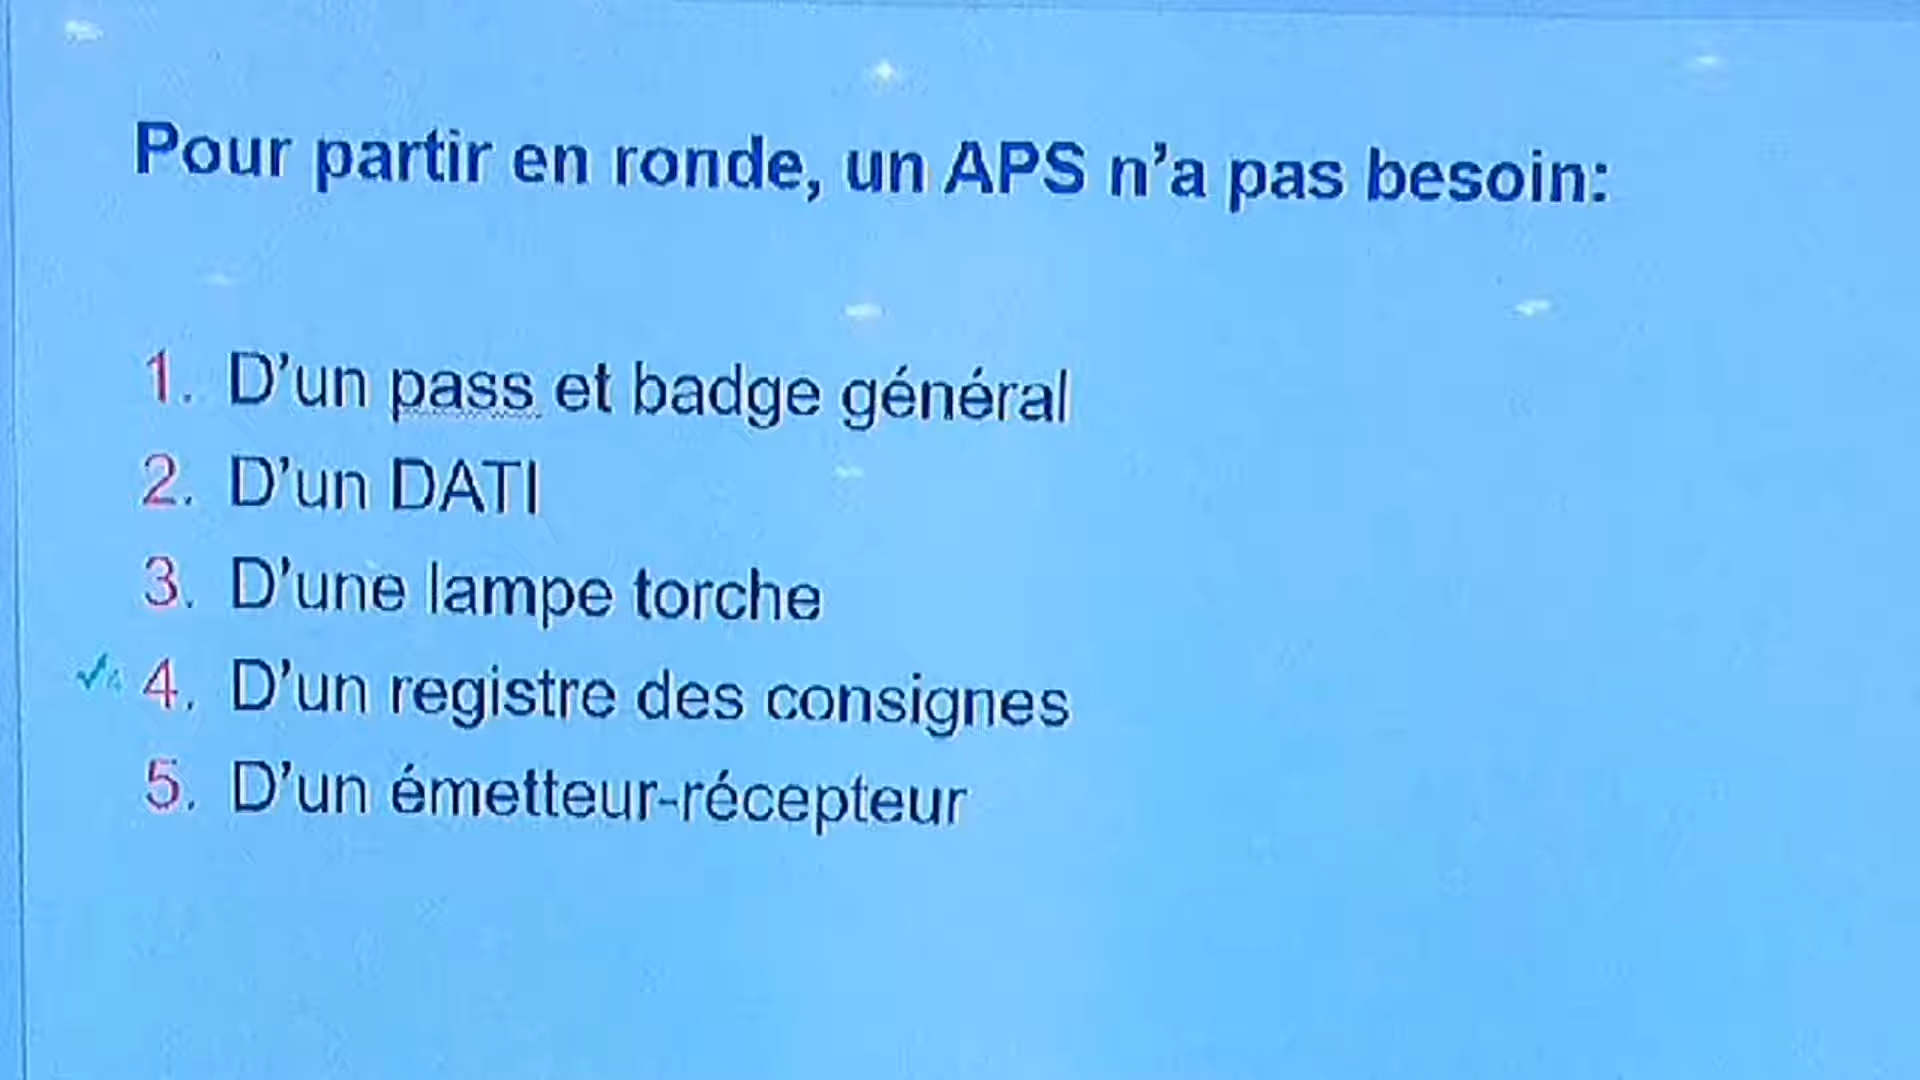 Pour partir en ronde, un APS n'a pas besoin:
1. D'un pass et badge général
2. D'un DATI
3. D'une lampe torche
4. D'un registre des consignes
5. D'un émetteur-récepteur